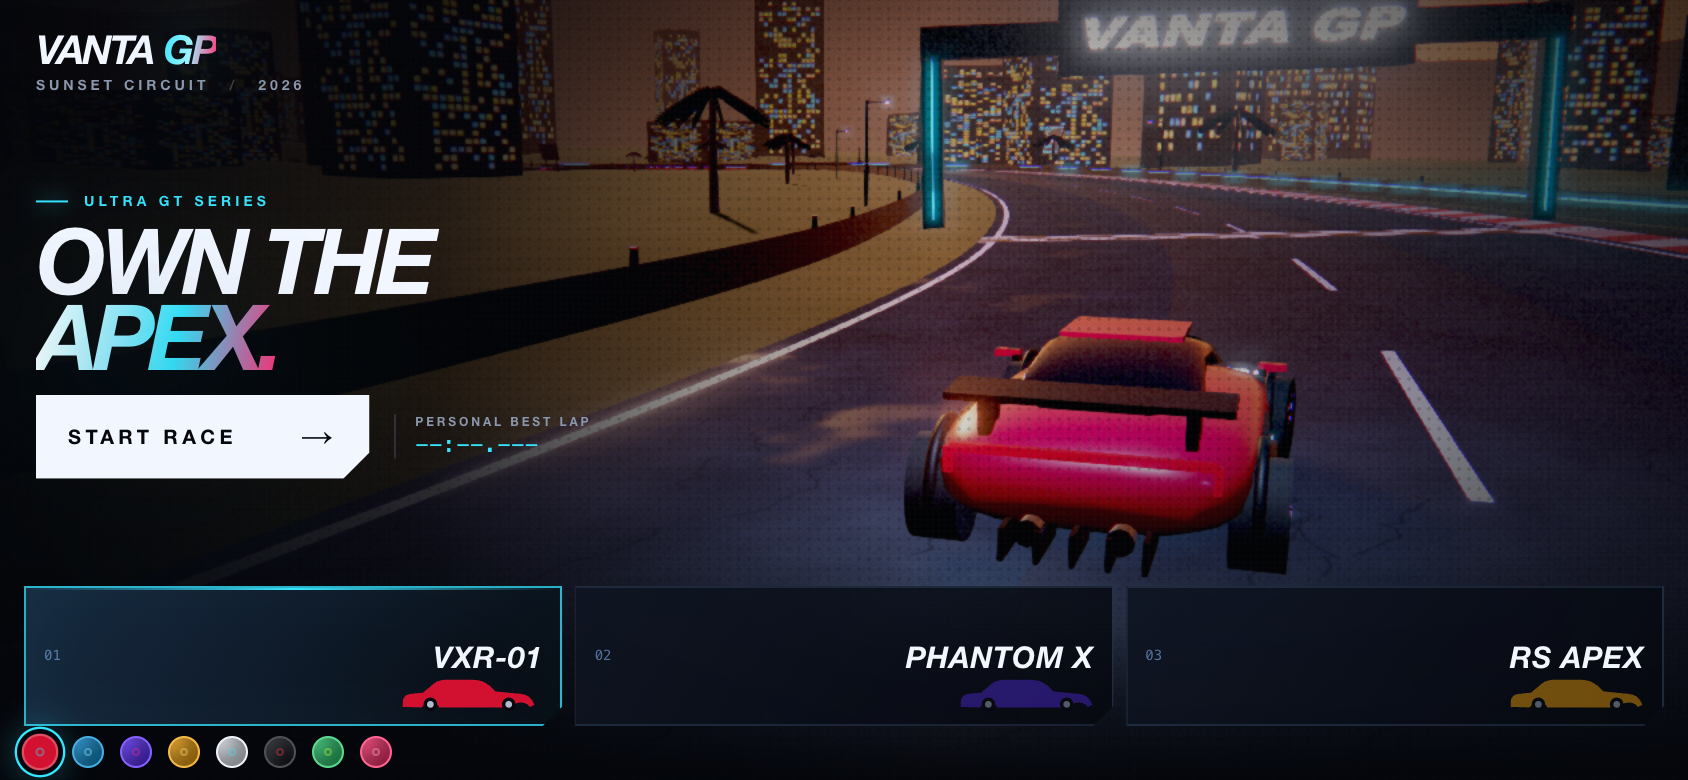 VANTA GP
SUNSET CIRCUIT / 2026
VANTA GP
ULTRA GT SERIES
OWN THE
APEX.
START RACE →
PERSONAL BEST LAP
--:--.---
01
VXR-01
02
PHANTOM X
03
RS APEX